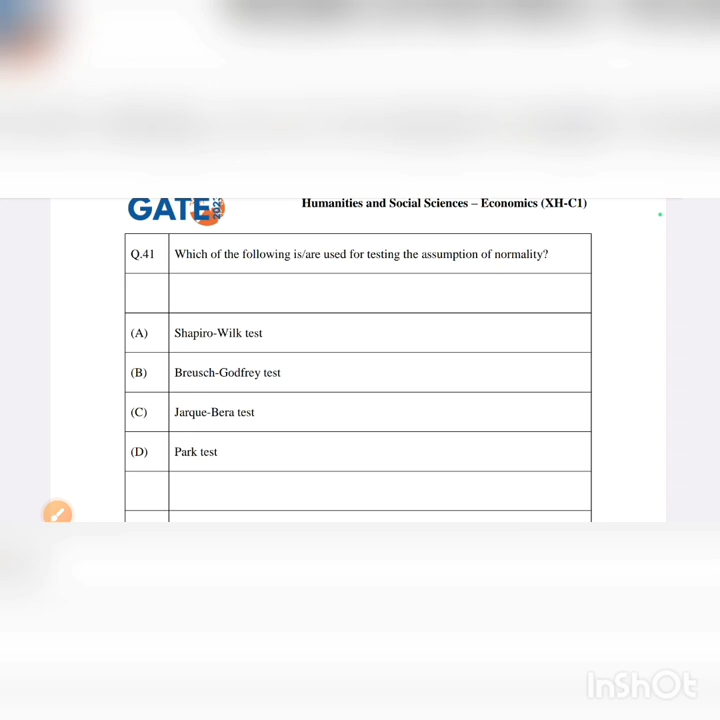 GATE 2023
Humanities and Social Sciences – Economics (XH-C1)
Q.41 Which of the following is/are used for testing the assumption of normality?
(A) Shapiro-Wilk test
(B) Breusch-Godfrey test
(C) Jarque-Bera test
(D) Park test
InShOt